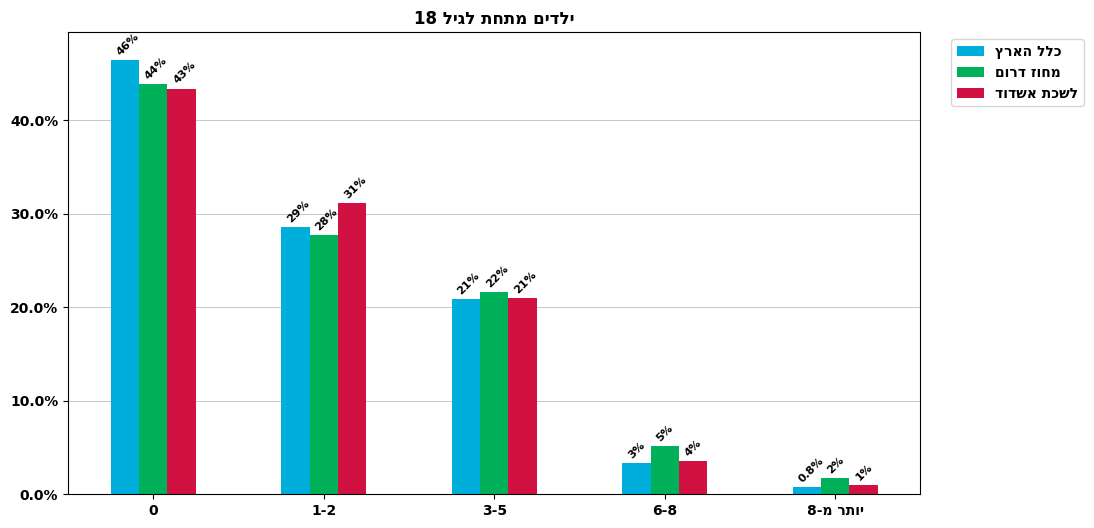 ילדים מתחת לגיל 18
כלל הארץ
מחוז דרום
לשכת אשדוד
40.0%
30.0%
20.0%
10.0%
0.0%
46% 44% 43%
29% 28% 31%
21% 22% 21%
3% 5% 4%
0.8% 2% 1%
0 1-2 3-5 6-8 יותר מ-8